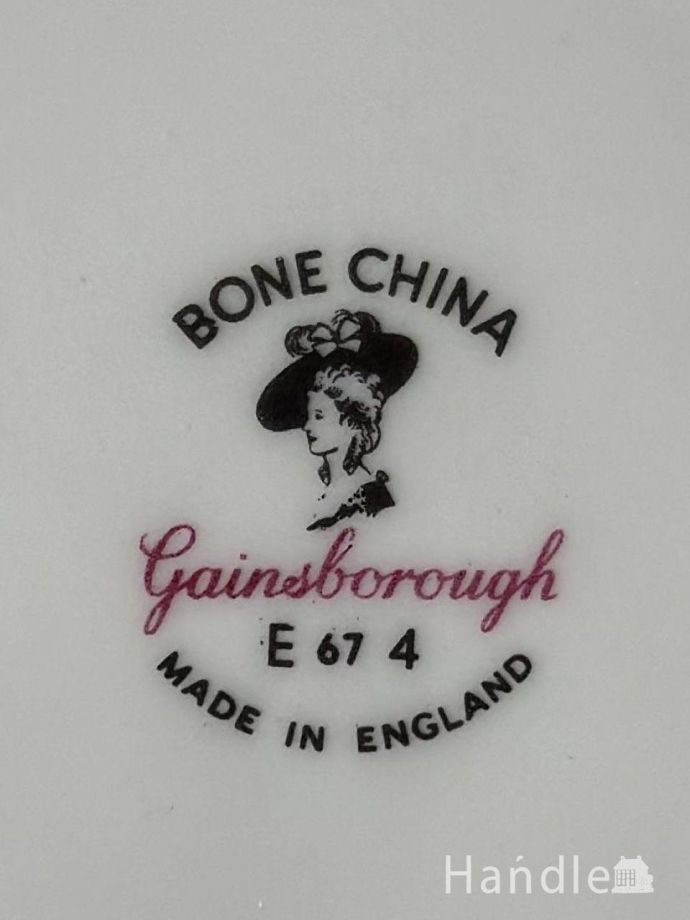 BONE CHINA
Gainsborough
E 67 4
MADE IN ENGLAND
Handle